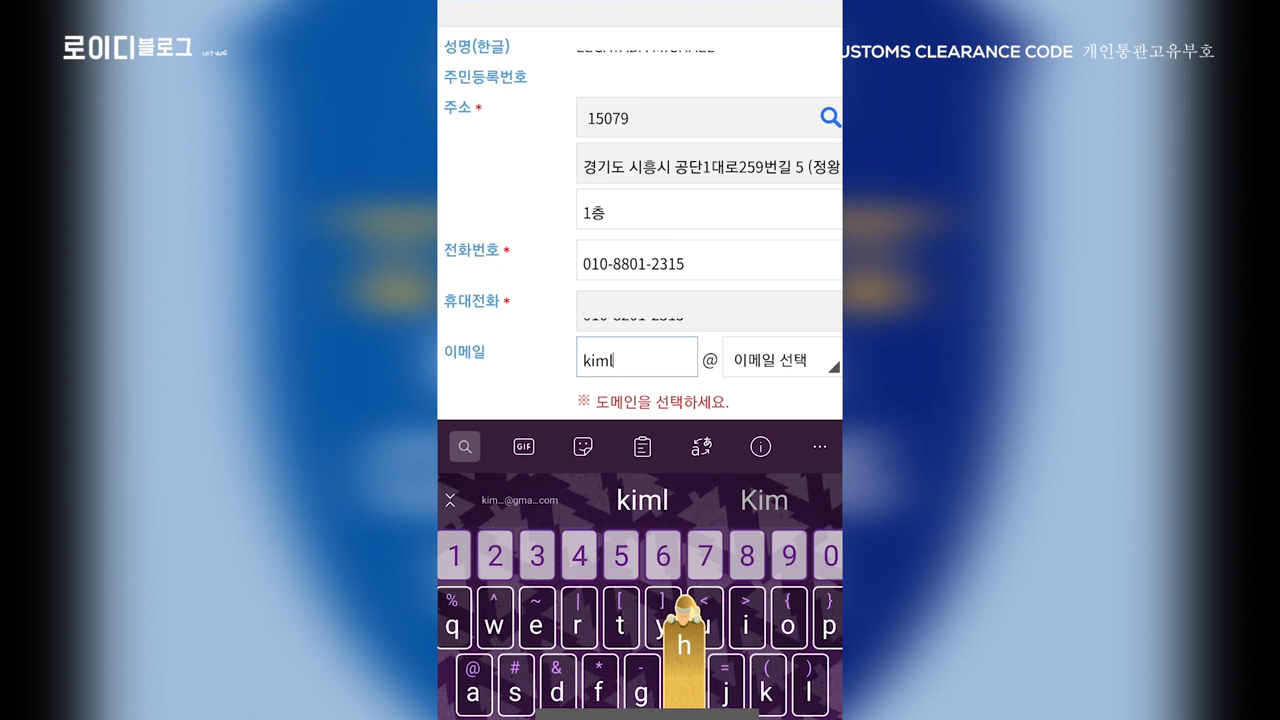 로이디블로그
USTOMS CLEARANCE CODE 개인통관고유부호
성명(한글)
주민등록번호
주소 *
15079
경기도 시흥시 공단1대로259번길 5 (정왕
1층
전화번호 *
010-8801-2315
휴대전화 *
이메일
kiml @ 이메일 선택
※ 도메인을 선택하세요.
GIF
kim...@gma...com kiml Kim
1 2 3 4 5 6 7 8 9 0
% ^ ~ | [ ] < > { }
q w e r t y u i o p
@ # & * - = ( )
a s d f g h j k l